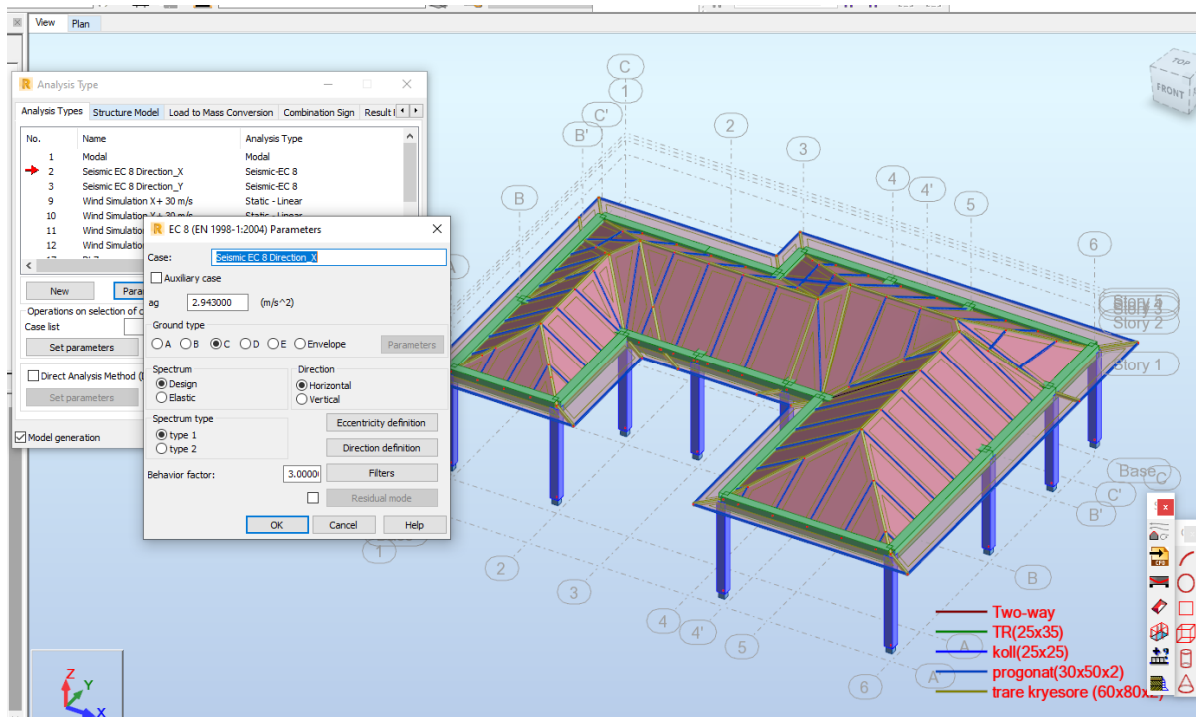 View Plan
TOP
FRONT
Analysis Type
Analysis Types Structure Model Load to Mass Conversion Combination Sign
No. Name Analysis Type
1 Modal Modal
2 Seismic EC 8 Direction_X Seismic-EC 8
3 Seismic EC 8 Direction_Y Seismic-EC 8
9 Wind Simulation X+ 30 m/s Static - Linear
10
11
12
New
Case list
Set parameters
Direct Analysis Method
Set parameters
Model generation
EC 8 (EN 1998-1:2004) Parameters
Case: Seismic EC 8 Direction_X
Auxiliary case
ag 2.943000 (m/s^2)
Ground type
A B C D E Envelope Parameters
Spectrum Direction
Design Horizontal
Elastic Vertical
Spectrum type Eccentricity definition
type 1 Direction definition
type 2
Behavior factor: 3.0000 Filters
Residual mode
OK Cancel Help
C
1
C'
B'
2
3
B
4
4'
5
6
Story 2
Story 1
Base
C
C'
B'
B
A
A'
1
2
3
4
4'
5
6
Two-way
TR(25x35)
koll(25x25)
progonat(30x50x2)
trare kryesore (60x80x2)
Z
Y
X